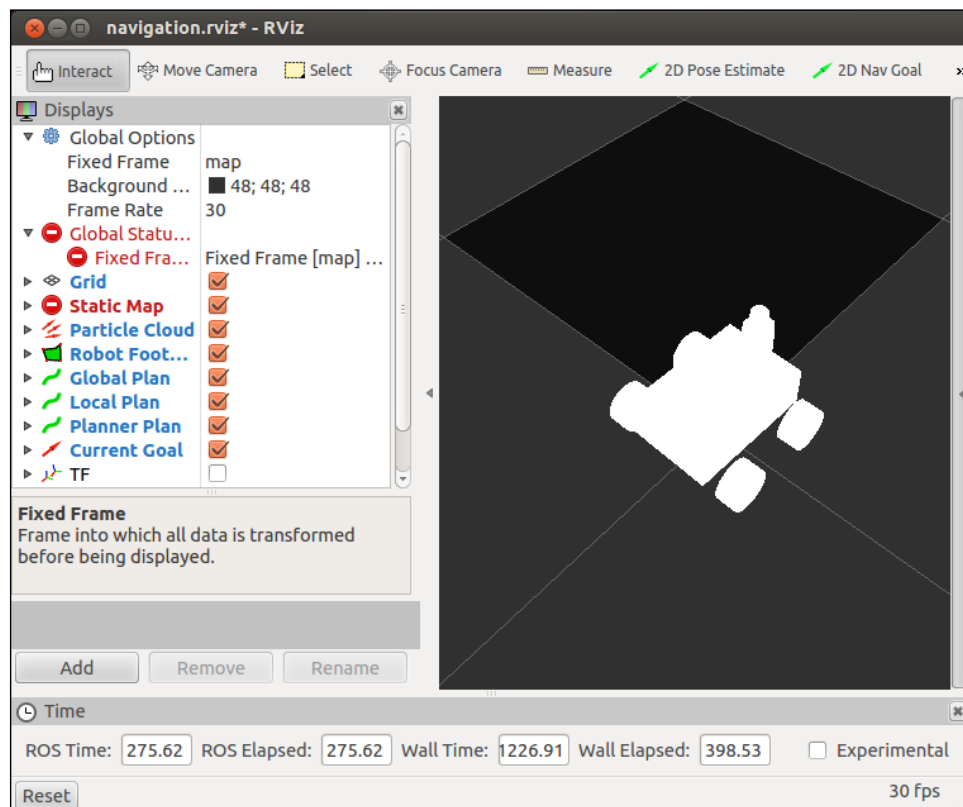 navigation.rviz* - RViz
Interact Move Camera Select Focus Camera Measure 2D Pose Estimate 2D Nav Goal »
Displays
Global Options
Fixed Frame map
Background ... 48; 48; 48
Frame Rate 30
Global Statu...
Fixed Fra... Fixed Frame [map] ...
Grid
Static Map
Particle Cloud
Robot Foot...
Global Plan
Local Plan
Planner Plan
Current Goal
TF
Fixed Frame
Frame into which all data is transformed
before being displayed.
Add Remove Rename
Time
ROS Time: 275.62 ROS Elapsed: 275.62 Wall Time: 1226.91 Wall Elapsed: 398.53 Experimental
Reset 30 fps